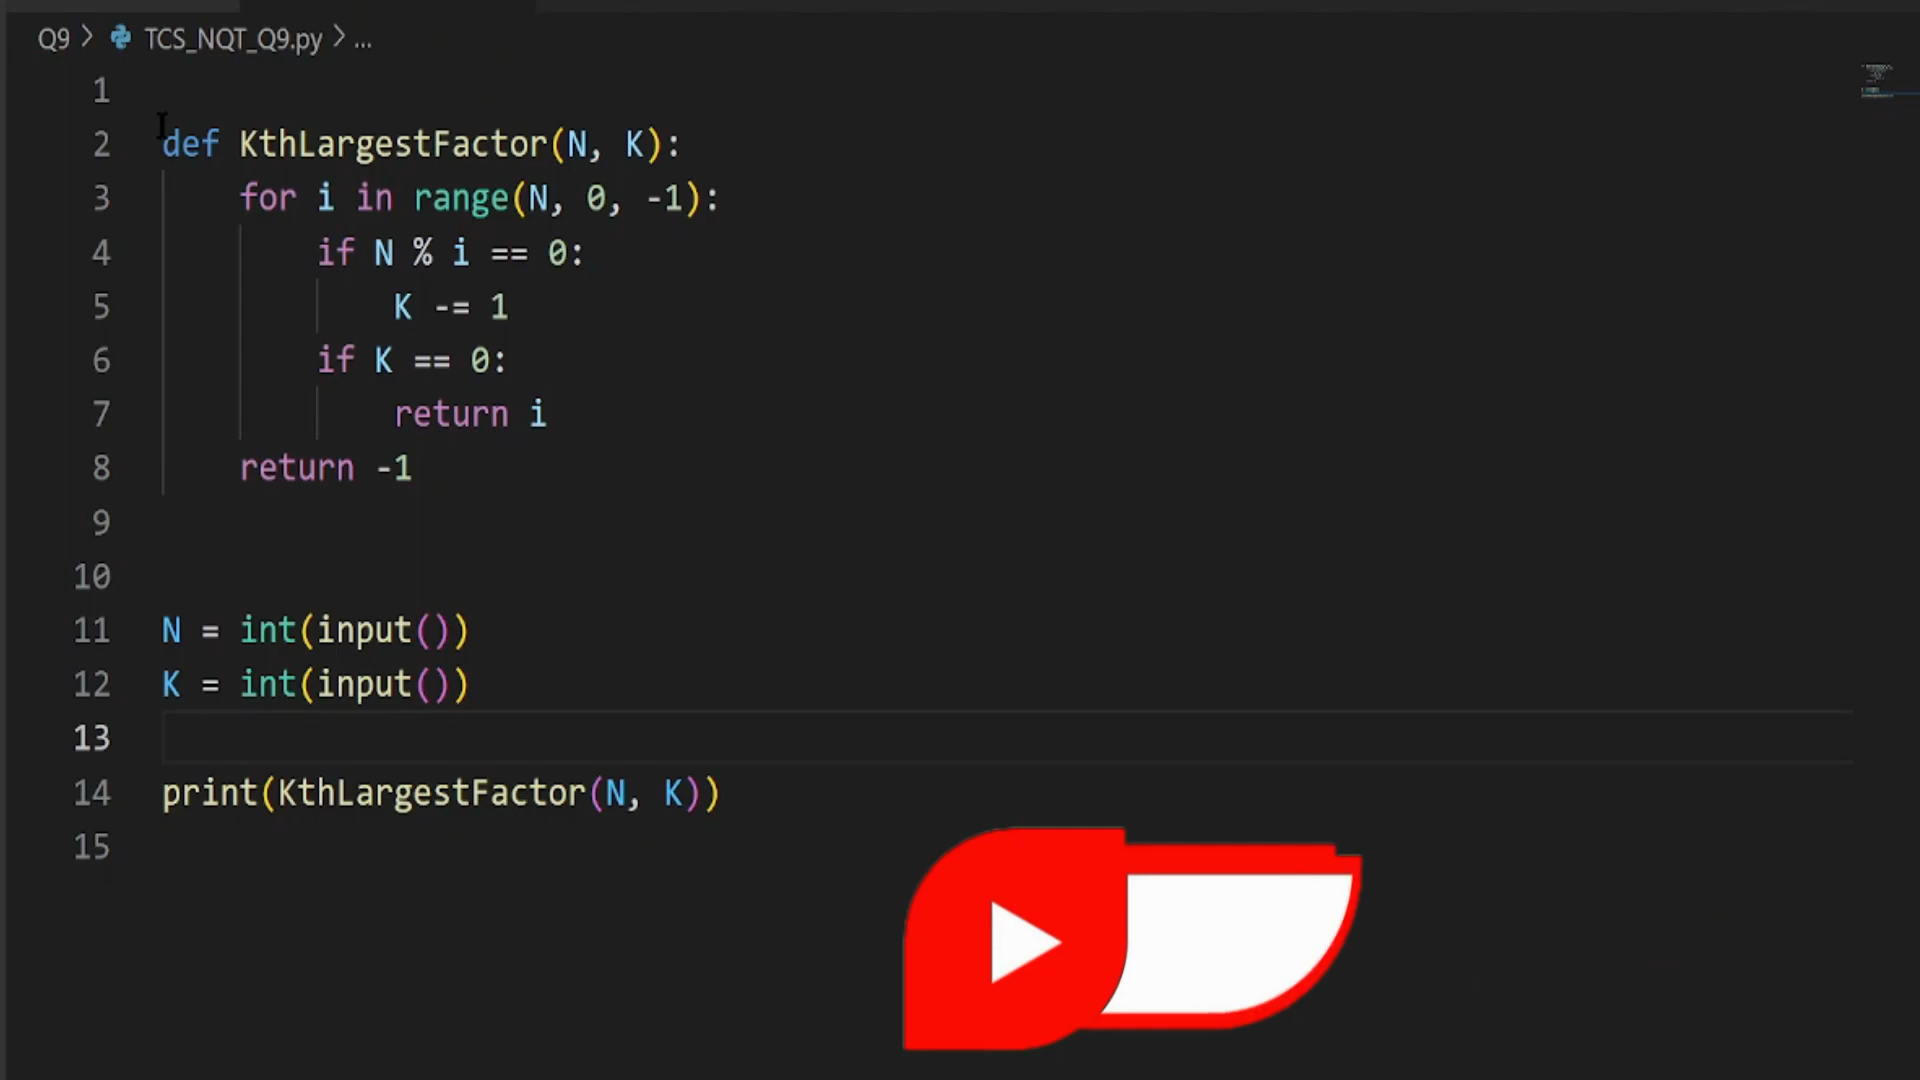 Q9 > TCS_NQT_Q9.py > ...
1
2 def KthLargestFactor(N, K):
3     for i in range(N, 0, -1):
4         if N % i == 0:
5             K -= 1
6         if K == 0:
7             return i
8     return -1
9
10
11 N = int(input())
12 K = int(input())
13
14 print(KthLargestFactor(N, K))
15